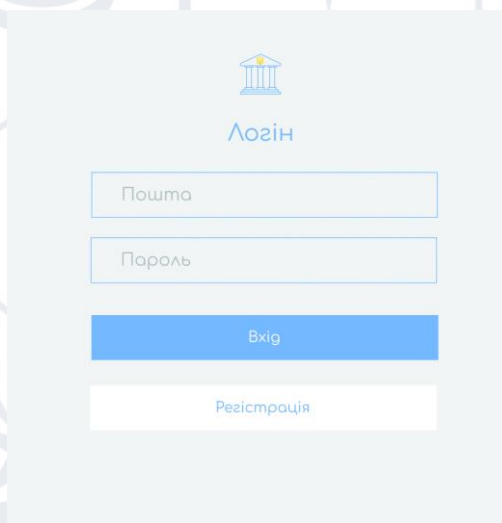 Логін
Пошта
Пароль
Вхід
Реєстрація